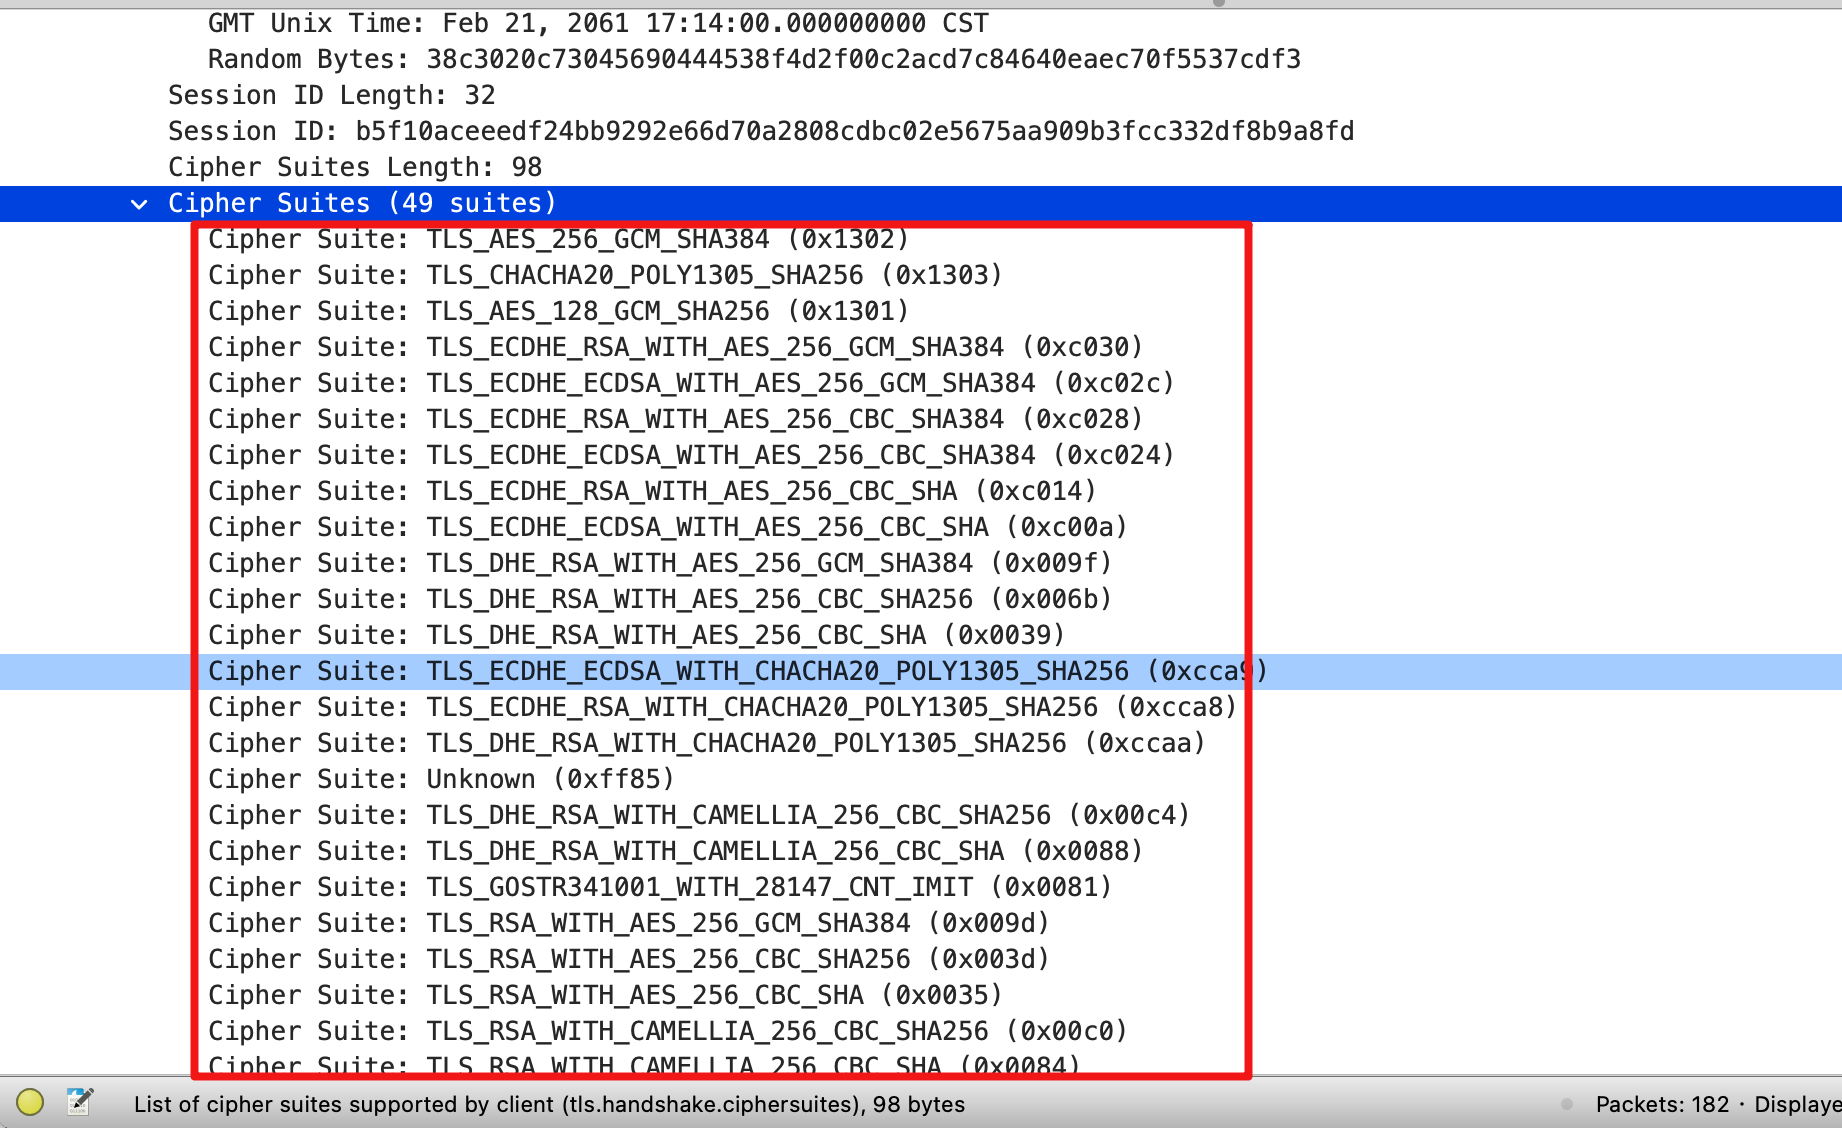 GMT Unix Time: Feb 21, 2061 17:14:00.000000000 CST
Random Bytes: 38c3020c73045690444538f4d2f00c2acd7c84640eaec70f5537cdf3
Session ID Length: 32
Session ID: b5f10aceeedf24bb9292e66d70a2808cdbc02e5675aa909b3fcc332df8b9a8fd
Cipher Suites Length: 98
Cipher Suites (49 suites)
Cipher Suite: TLS_AES_256_GCM_SHA384 (0x1302)
Cipher Suite: TLS_CHACHA20_POLY1305_SHA256 (0x1303)
Cipher Suite: TLS_AES_128_GCM_SHA256 (0x1301)
Cipher Suite: TLS_ECDHE_RSA_WITH_AES_256_GCM_SHA384 (0xc030)
Cipher Suite: TLS_ECDHE_ECDSA_WITH_AES_256_GCM_SHA384 (0xc02c)
Cipher Suite: TLS_ECDHE_RSA_WITH_AES_256_CBC_SHA384 (0xc028)
Cipher Suite: TLS_ECDHE_ECDSA_WITH_AES_256_CBC_SHA384 (0xc024)
Cipher Suite: TLS_ECDHE_RSA_WITH_AES_256_CBC_SHA (0xc014)
Cipher Suite: TLS_ECDHE_ECDSA_WITH_AES_256_CBC_SHA (0xc00a)
Cipher Suite: TLS_DHE_RSA_WITH_AES_256_GCM_SHA384 (0x009f)
Cipher Suite: TLS_DHE_RSA_WITH_AES_256_CBC_SHA256 (0x006b)
Cipher Suite: TLS_DHE_RSA_WITH_AES_256_CBC_SHA (0x0039)
Cipher Suite: TLS_ECDHE_ECDSA_WITH_CHACHA20_POLY1305_SHA256 (0xcca9)
Cipher Suite: TLS_ECDHE_RSA_WITH_CHACHA20_POLY1305_SHA256 (0xcca8)
Cipher Suite: TLS_DHE_RSA_WITH_CHACHA20_POLY1305_SHA256 (0xccaa)
Cipher Suite: Unknown (0xff85)
Cipher Suite: TLS_DHE_RSA_WITH_CAMELLIA_256_CBC_SHA256 (0x00c4)
Cipher Suite: TLS_DHE_RSA_WITH_CAMELLIA_256_CBC_SHA (0x0088)
Cipher Suite: TLS_GOSTR341001_WITH_28147_CNT_IMIT (0x0081)
Cipher Suite: TLS_RSA_WITH_AES_256_GCM_SHA384 (0x009d)
Cipher Suite: TLS_RSA_WITH_AES_256_CBC_SHA256 (0x003d)
Cipher Suite: TLS_RSA_WITH_AES_256_CBC_SHA (0x0035)
Cipher Suite: TLS_RSA_WITH_CAMELLIA_256_CBC_SHA256 (0x00c0)
Cipher Suite: TLS_RSA_WITH_CAMELLIA_256_CBC_SHA (0x0084)
List of cipher suites supported by client (tls.handshake.ciphersuites), 98 bytes
Packets: 182 · Displaye